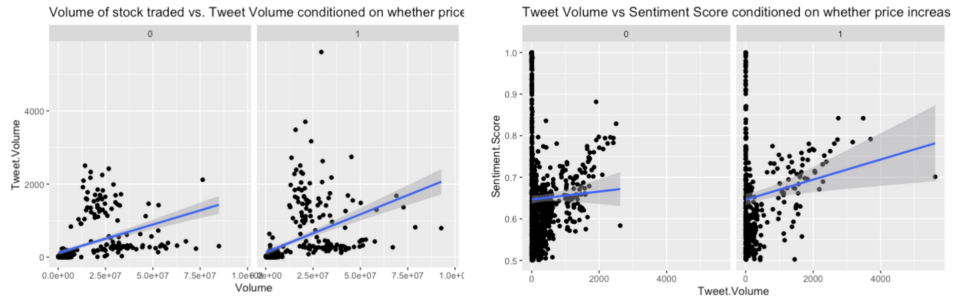 Volume of stock traded vs. Tweet Volume conditioned on whether price
0
1
Tweet.Volume
4000
2000
0
0.0e+00 2.5e+07 5.0e+07 7.5e+07 1.0e+0 2.5e+07 5.0e+07 7.5e+07 1.0e+(
Volume
Tweet Volume vs Sentiment Score conditioned on whether price increas
0
1
Sentiment.Score
1.0
0.9
0.8
0.7
0.6
0.5
0 2000 4000 0 2000 4000
Tweet.Volume